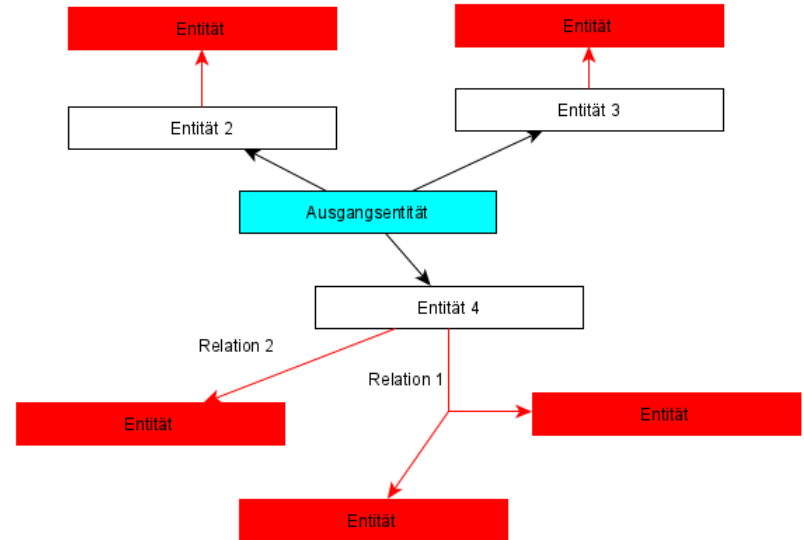 Entität
Entität
Entität 2
Entität 3
Ausgangsentität
Entität 4
Relation 2
Relation 1
Entität
Entität
Entität